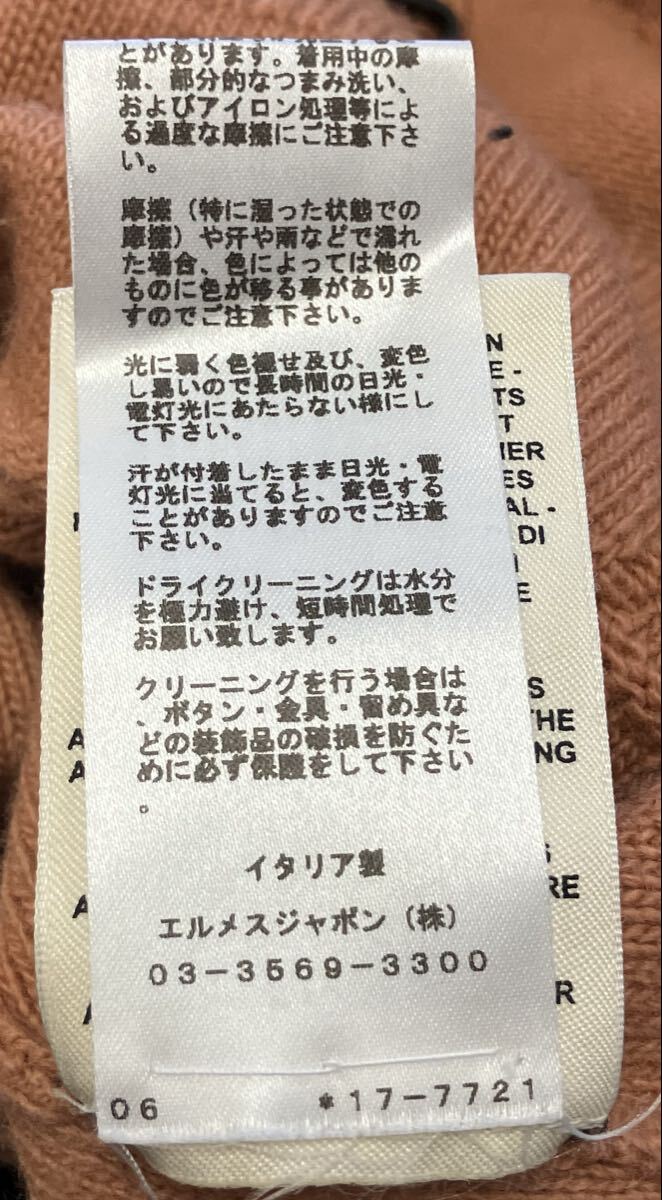 とがあります。着用中の摩
擦、部分的なつまみ洗い、
およびアイロン処理等によ
る過度な摩擦にご注意下さ
い。
摩擦（特に湿った状態での
摩擦）や汗や雨などで濡れ
た場合、色によっては他の
ものに色が移る事がありま
すのでご注意下さい。
光に弱く色褪せ及び、変色
し易いので長時間の日光・
電灯光にあたらない様にし
て下さい。
汗が付着したまま日光・電
灯光に当てると、変色する
ことがありますのでご注意
下さい。
ドライクリーニングは水分
を極力避け、短時間処理で
お願い致します。
クリーニングを行う場合は
、ボタン・金具・留め具な
どの装飾品の破損を防ぐた
めに必ず保護をして下さい
。
イタリア製
エルメスジャポン（株）
03-3569-3300
06 *17-7721
N
E -
TS
T
HER
ES
AL -
DI
I
E
S
THE
NG
S
RE
R